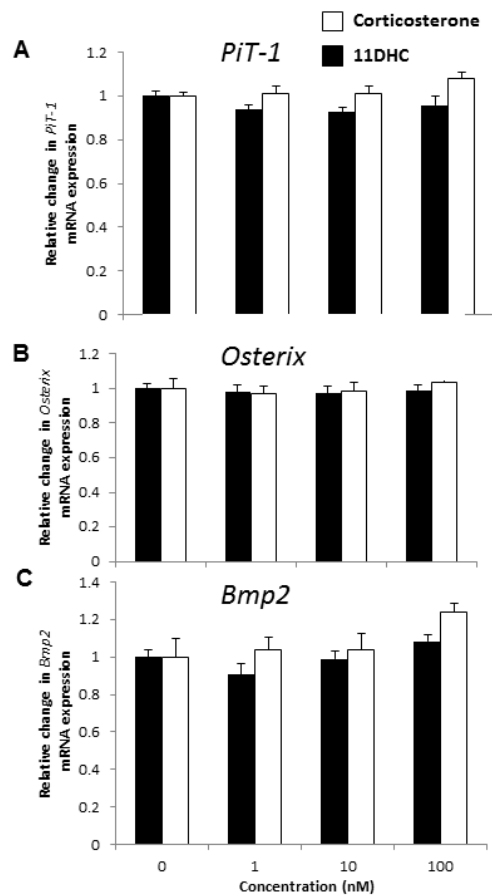 Corticosterone
11DHC
A
PiT-1
Relative change in PiT-1
mRNA expression
1.2
1
0.8
0.6
0.4
0.2
0
B
Osterix
Relative change in Osterix
mRNA expression
1.2
1
0.8
0.6
0.4
0.2
0
C
Bmp2
Relative change in Bmp2
mRNA expression
1.4
1.2
1
0.8
0.6
0.4
0.2
0
0 1 10 100
Concentration (nM)